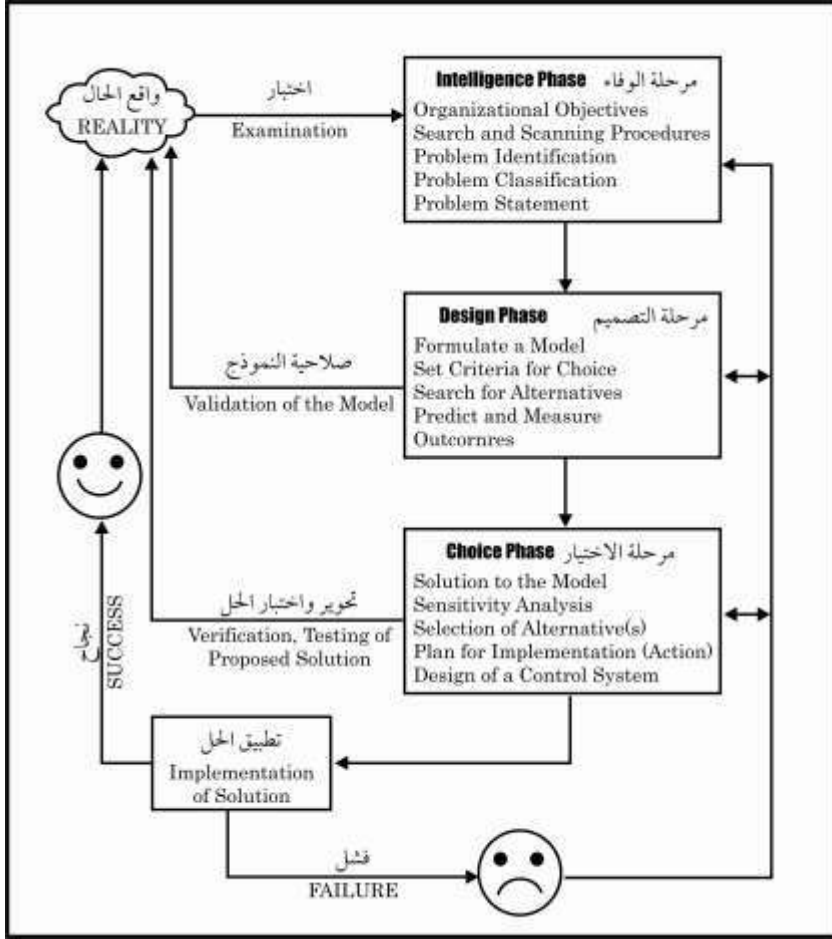 واقع الحال
REALITY
اختبار
Examination
Intelligence Phase مرحلة الوفاء
Organizational Objectives
Search and Scanning Procedures
Problem Identification
Problem Classification
Problem Statement
Design Phase مرحلة التصميم
Formulate a Model
Set Criteria for Choice
Search for Alternatives
Predict and Measure
Outcornres
صلاحية النموذج
Validation of the Model
Choice Phase مرحلة الاختيار
Solution to the Model
Sensitivity Analysis
Selection of Alternative(s)
Plan for Implementation (Action)
Design of a Control System
تحوير واختبار الحل
Verification, Testing of
Proposed Solution
نجاح
SUCCESS
تطبيق الحل
Implementation
of Solution
فشل
FAILURE